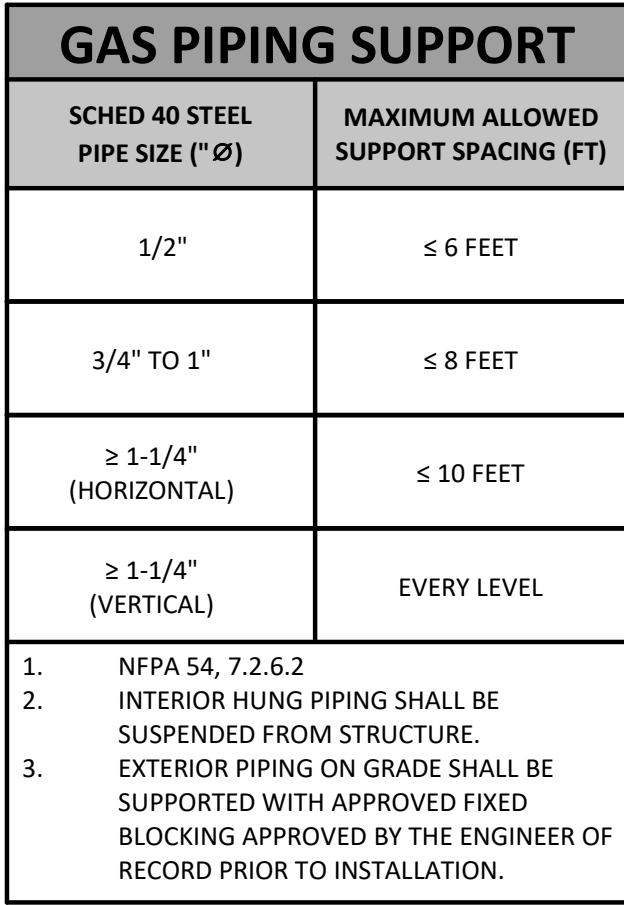 GAS PIPING SUPPORT
SCHED 40 STEEL
PIPE SIZE ("Ø)
MAXIMUM ALLOWED
SUPPORT SPACING (FT)
1/2"
≤ 6 FEET
3/4" TO 1"
≤ 8 FEET
≥ 1-1/4"
(HORIZONTAL)
≤ 10 FEET
≥ 1-1/4"
(VERTICAL)
EVERY LEVEL
1. NFPA 54, 7.2.6.2
2. INTERIOR HUNG PIPING SHALL BE
SUSPENDED FROM STRUCTURE.
3. EXTERIOR PIPING ON GRADE SHALL BE
SUPPORTED WITH APPROVED FIXED
BLOCKING APPROVED BY THE ENGINEER OF
RECORD PRIOR TO INSTALLATION.